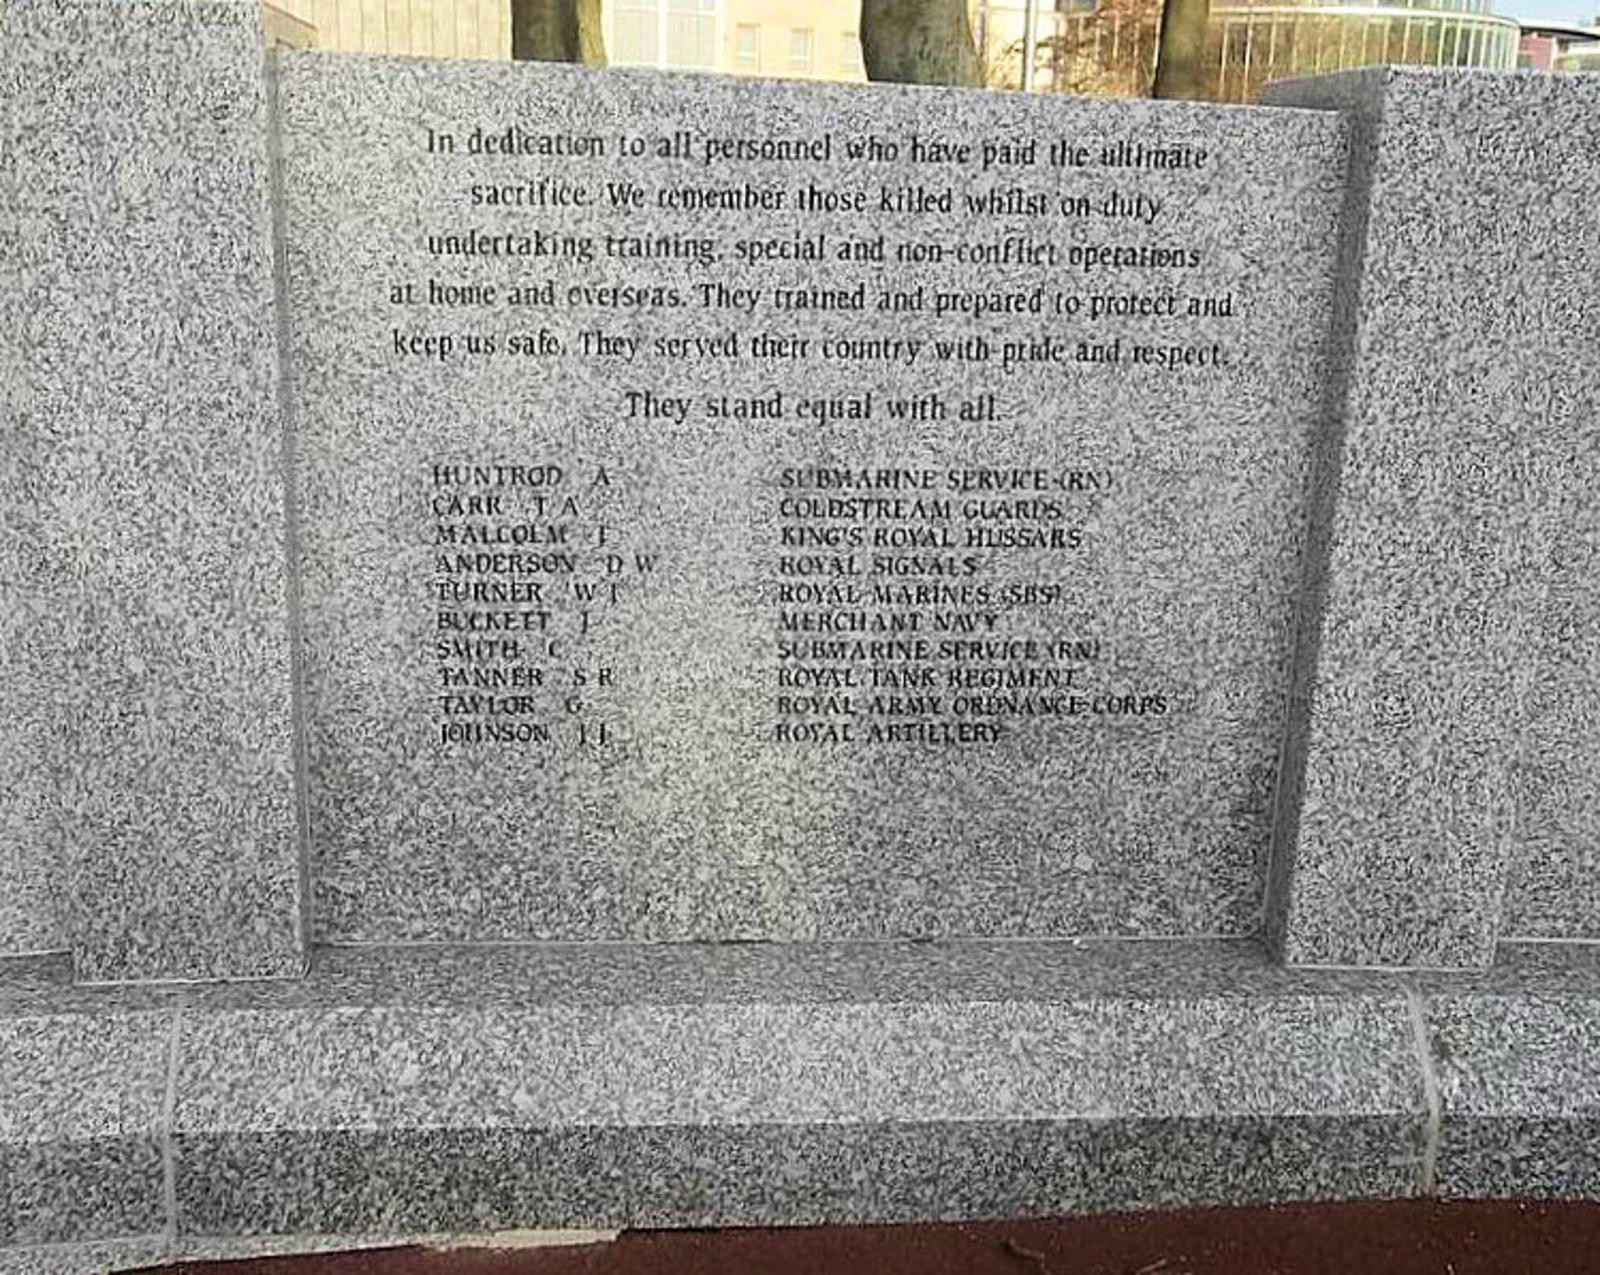 In dedication to all personnel who have paid the ultimate
sacrifice. We remember those killed whilst on duty
undertaking training, special and non-conflict operations
at home and overseas. They trained and prepared to protect and
keep us safe. They served their country with pride and respect.
They stand equal with all.
HUNTROD A SUBMARINE SERVICE (RN)
CARR T A COLDSTREAM GUARDS
MALCOLM J KING'S ROYAL HUSSARS
ANDERSON D W ROYAL SIGNALS
TURNER W J ROYAL MARINES (SBS)
BUCKETT J MERCHANT NAVY
SMITH C SUBMARINE SERVICE (RN)
TANNER S R ROYAL TANK REGIMENT
TAYLOR G ROYAL ARMY ORDNANCE CORPS
JOHNSON J J ROYAL ARTILLERY